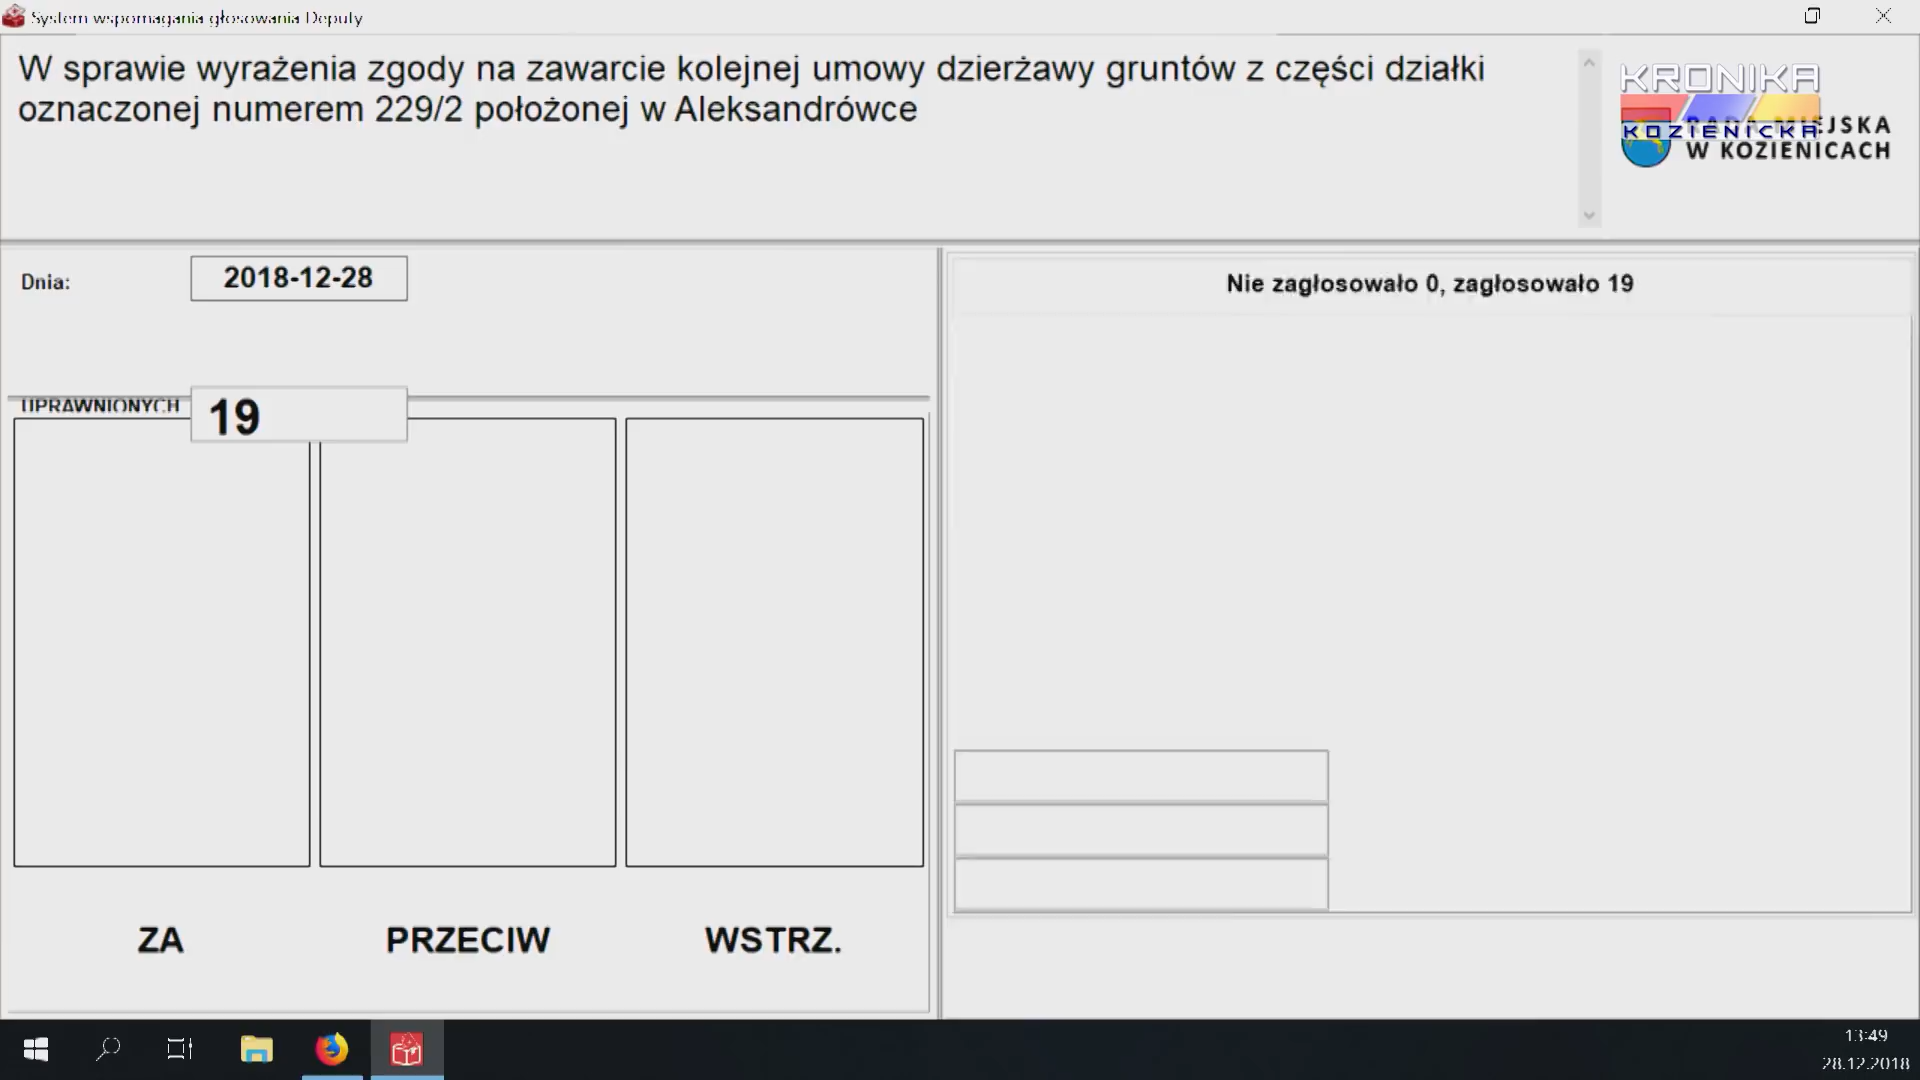 System wspomagania głosowania Deputy
W sprawie wyrażenia zgody na zawarcie kolejnej umowy dzierżawy gruntów z części działki
oznaczonej numerem 229/2 położonej w Aleksandrówce
KRONIKA
KOZIENICKA
RADA MIEJSKA
W KOZIENICACH
Dnia:
2018-12-28
Nie zagłosowało 0, zagłosowało 19
UPRAWNIONYCH
19
ZA
PRZECIW
WSTRZ.
13:49
28.12.2018